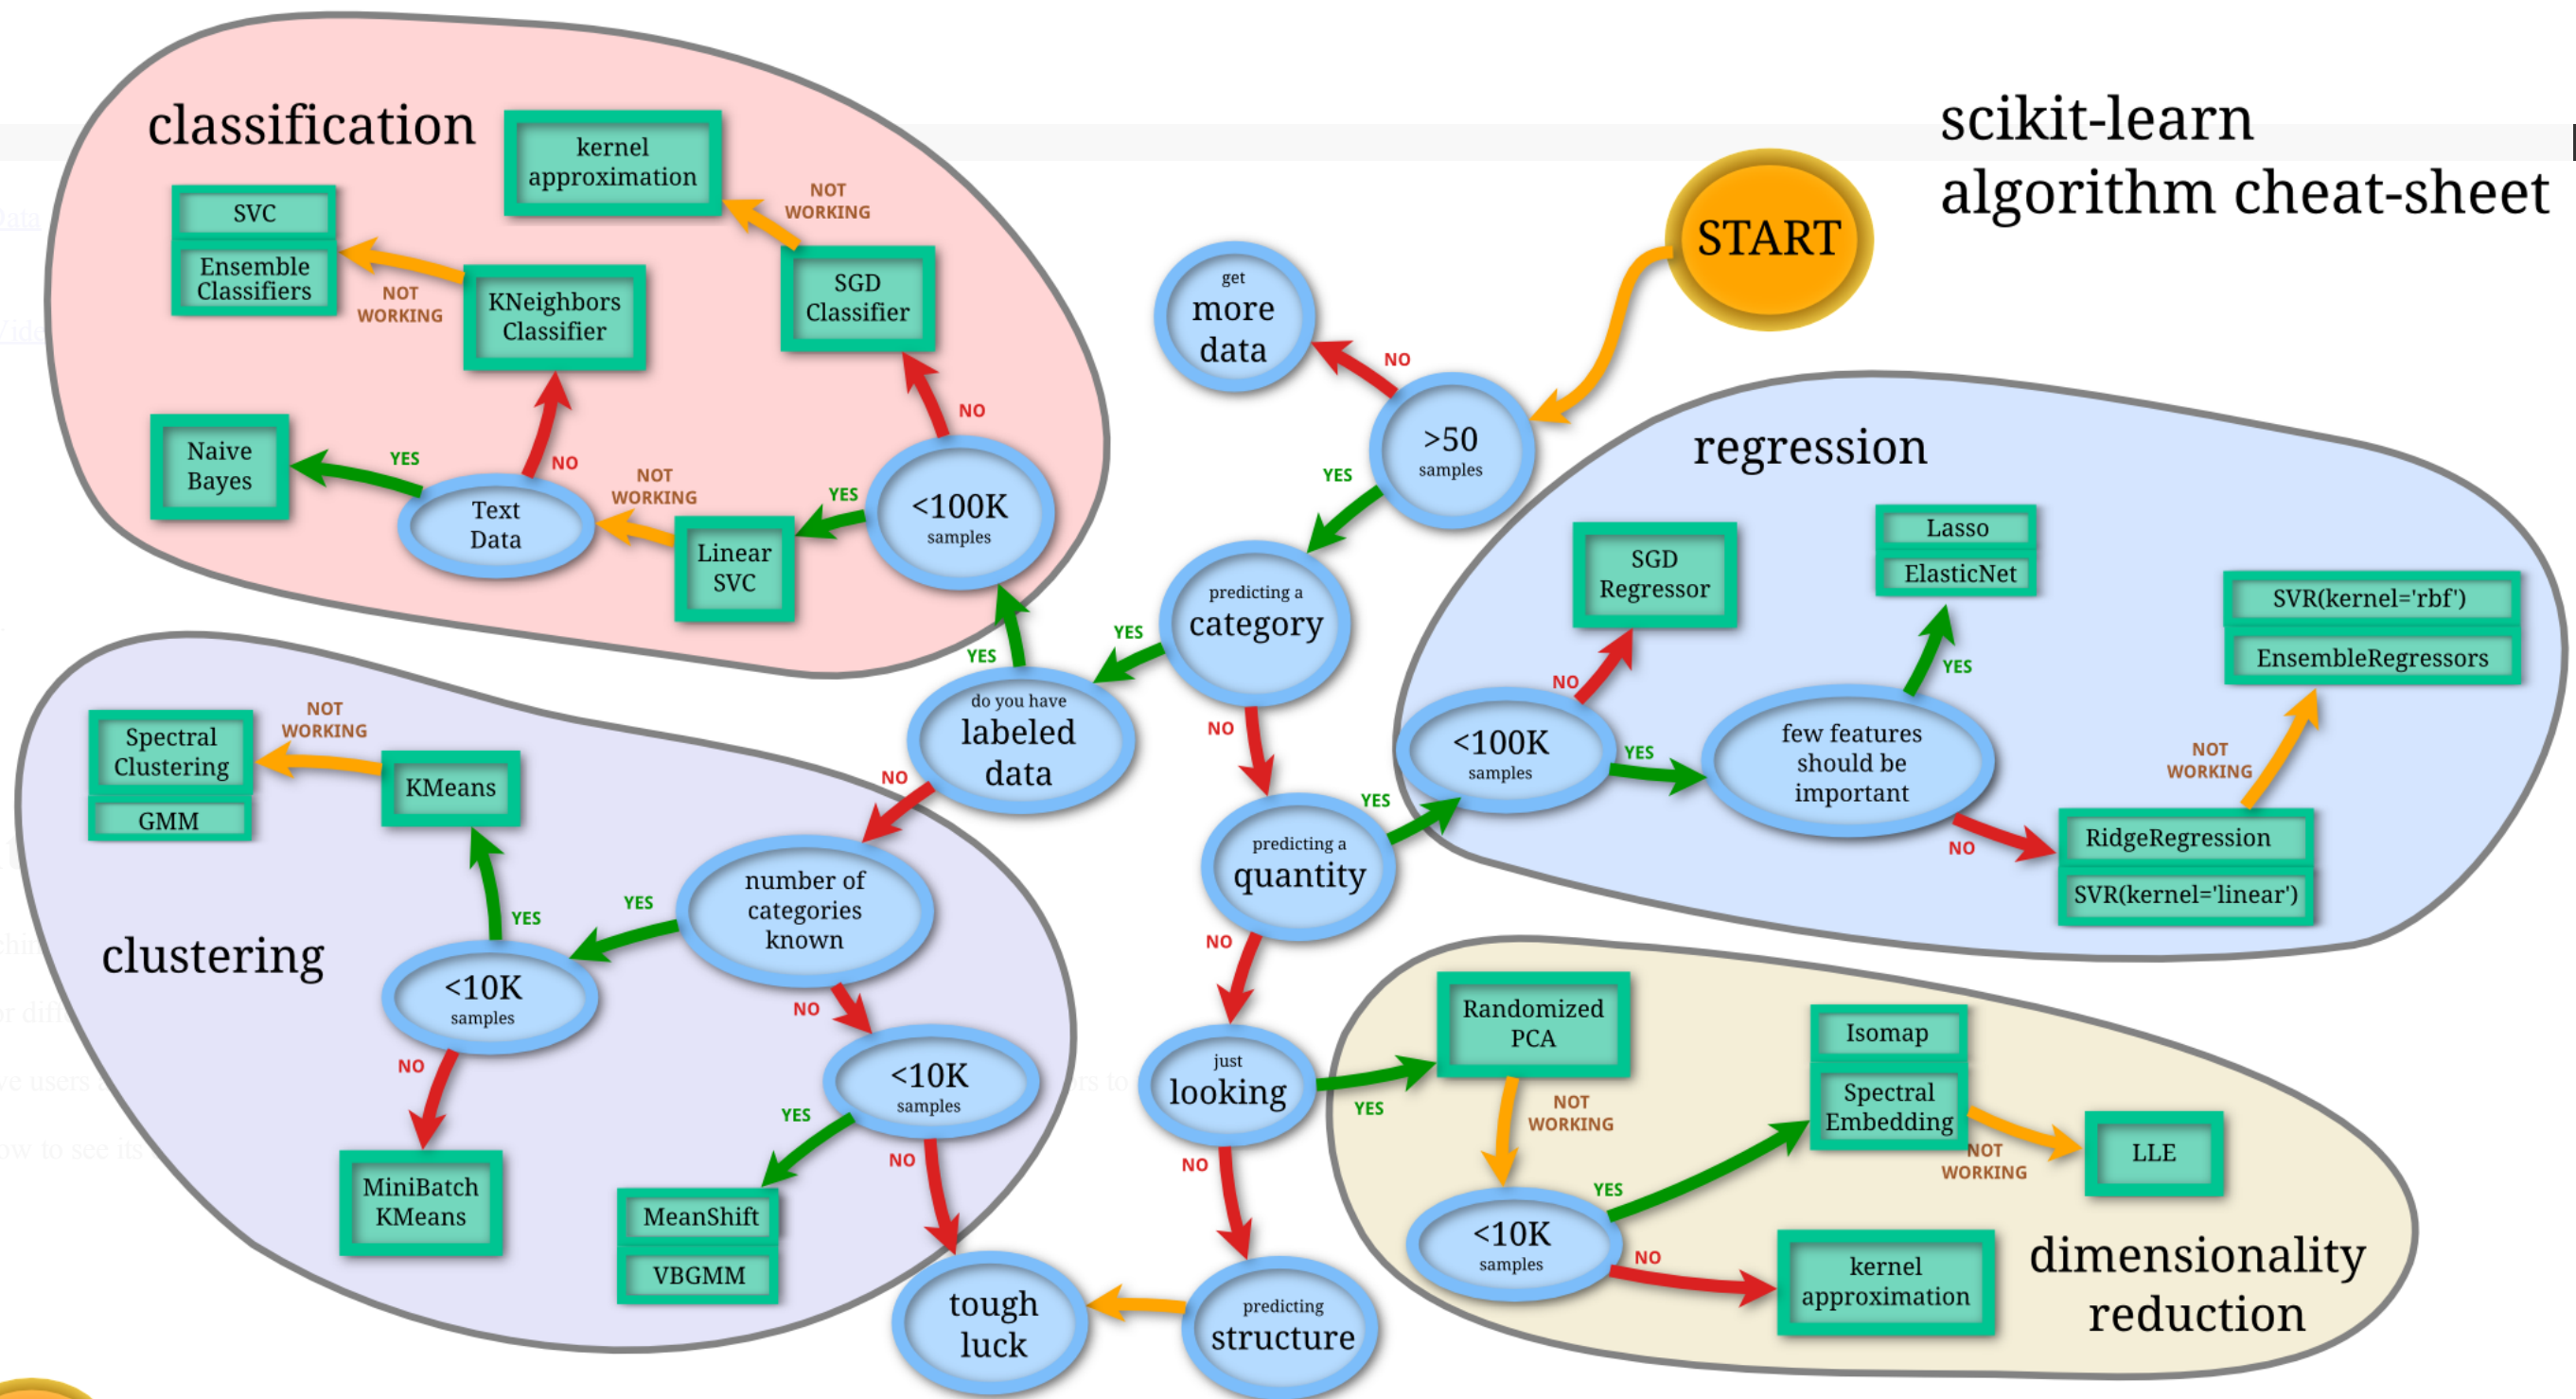 scikit-learn
algorithm cheat-sheet
START
classification
kernel
approximation
NOT
WORKING
SVC
Ensemble
Classifiers
NOT
WORKING
KNeighbors
Classifier
SGD
Classifier
NO
Naive
Bayes
YES
NO
Text
Data
NOT
WORKING
Linear
SVC
YES
<100K
samples
YES
get
more
data
NO
>50
samples
YES
predicting a
category
YES
do you have
labeled
data
NO
NO
predicting a
quantity
YES
NO
just
looking
YES
NO
predicting
structure
tough
luck
regression
SGD
Regressor
NO
<100K
samples
YES
Lasso
ElasticNet
YES
few features
should be
important
NO
SVR(kernel='rbf')
EnsembleRegressors
NOT
WORKING
RidgeRegression
SVR(kernel='linear')
clustering
Spectral
Clustering
GMM
NOT
WORKING
KMeans
YES
<10K
samples
YES
number of
categories
known
NO
NO
MiniBatch
KMeans
<10K
samples
YES
NO
MeanShift
VBGMM
dimensionality
reduction
Randomized
PCA
NOT
WORKING
<10K
samples
YES
NO
Isomap
Spectral
Embedding
NOT
WORKING
LLE
kernel
approximation